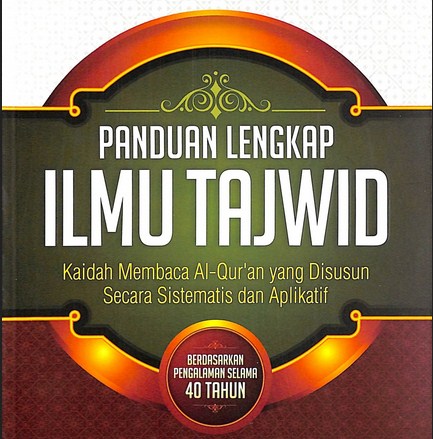 PANDUAN LENGKAP
ILMU TAJWID
Kaidah Membaca Al-Qur'an yang Disusun
Secara Sistematis dan Aplikatif
BERDASARKAN
PENGALAMAN SELAMA
40 TAHUN